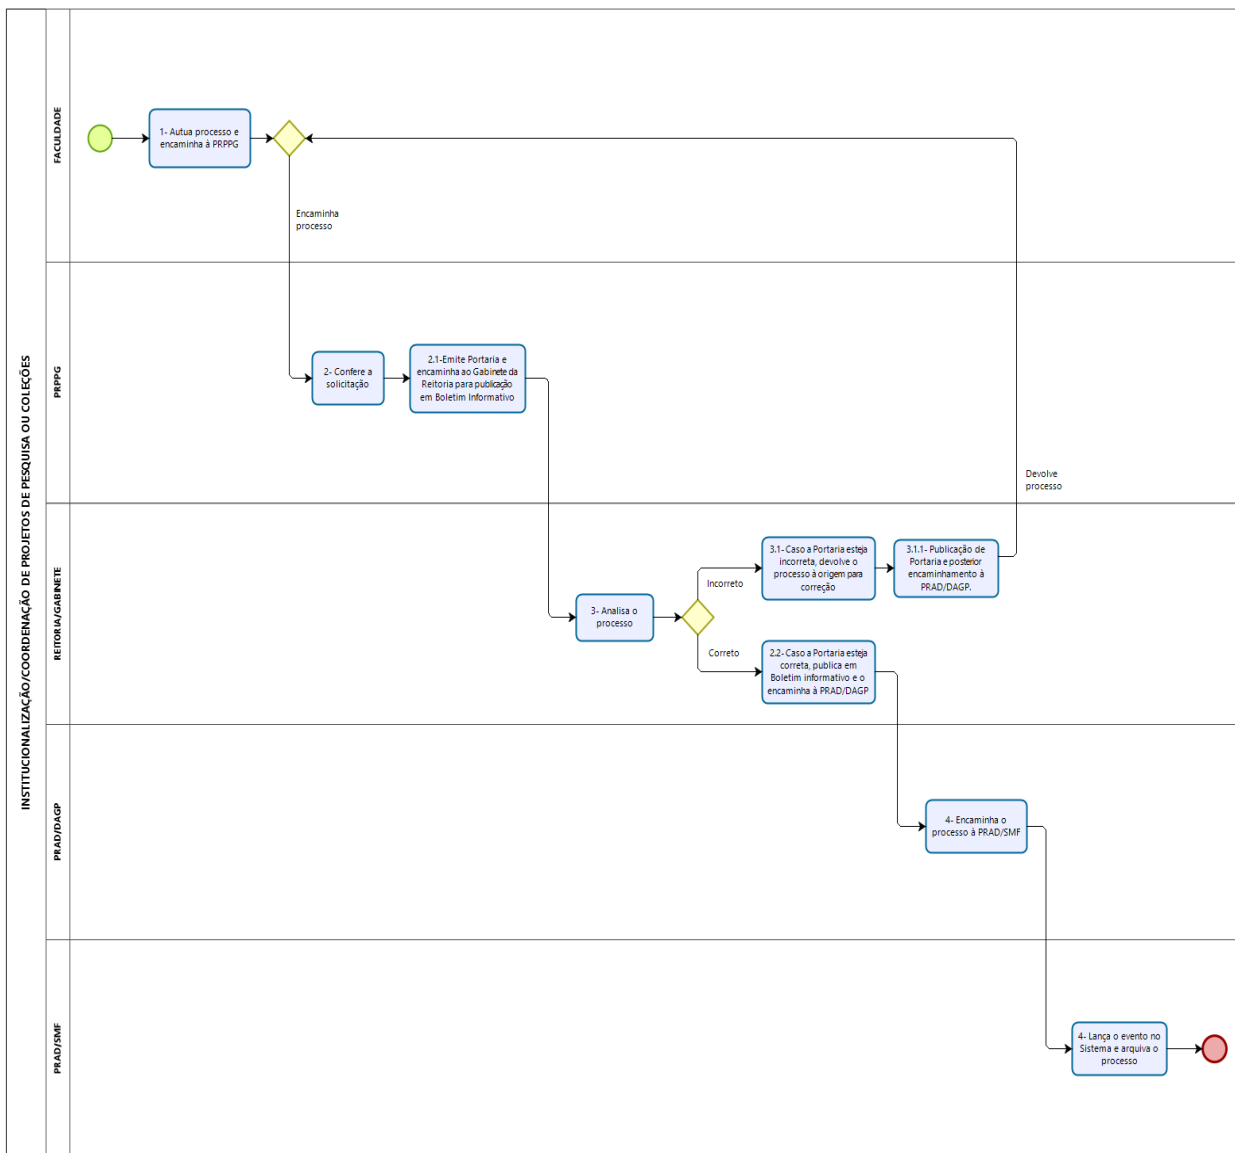 INSTITUCIONALIZAÇÃO/COORDENAÇÃO DE PROJETOS DE PESQUISA OU COLEÇÕES
FACULDADE
1- Autua processo e
encaminha à PRPPG
Encaminha
processo
PRPPG
2- Confere a
solicitação
2.1-Emite Portaria e
encaminha ao Gabinete da
Reitoria para publicação
em Boletim Informativo
Devolve
processo
REITORIA/GABINETE
3- Analisa o
processo
Incorreto
3.1- Caso a Portaria esteja
incorreta, devolve o
processo à origem para
correção
3.1.1- Publicação de
Portaria e posterior
encaminhamento à
PRAD/DAGP.
Correto
2.2- Caso a Portaria esteja
correta, publica em
Boletim informativo e o
encaminha à PRAD/DAGP
PRAD/DAGP
4- Encaminha o
processo à PRAD/SMF
PRAD/SMF
4- Lança o evento no
Sistema e arquiva o
processo